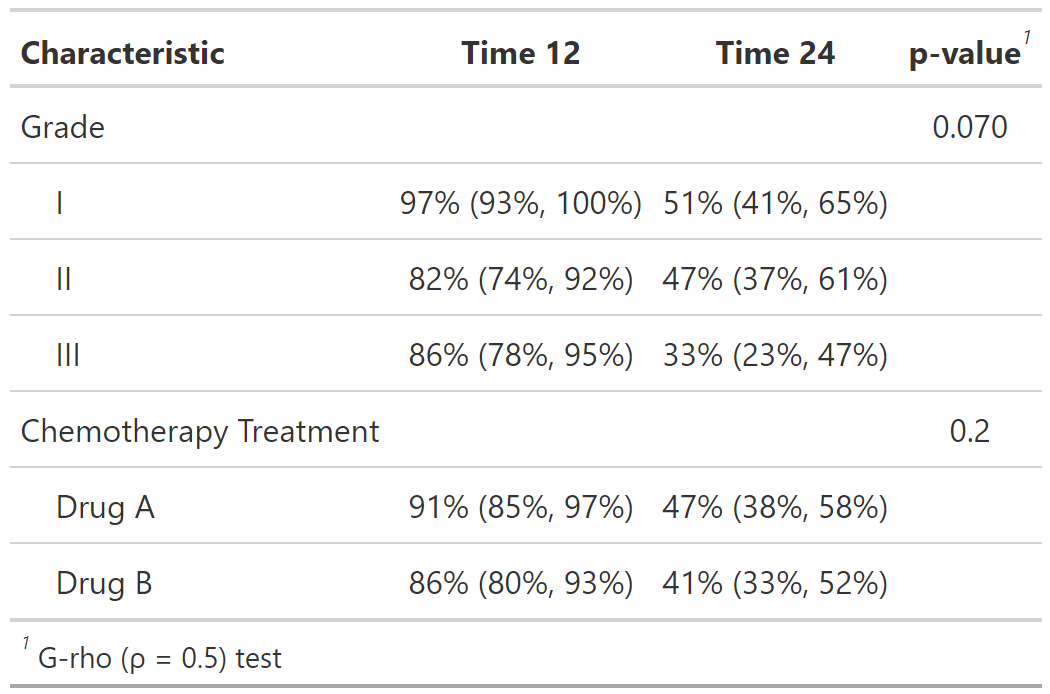 Characteristic Time 12 Time 24 p-value1
Grade 0.070
I 97% (93%, 100%) 51% (41%, 65%)
II 82% (74%, 92%) 47% (37%, 61%)
III 86% (78%, 95%) 33% (23%, 47%)
Chemotherapy Treatment 0.2
Drug A 91% (85%, 97%) 47% (38%, 58%)
Drug B 86% (80%, 93%) 41% (33%, 52%)
1 G-rho (ρ = 0.5) test